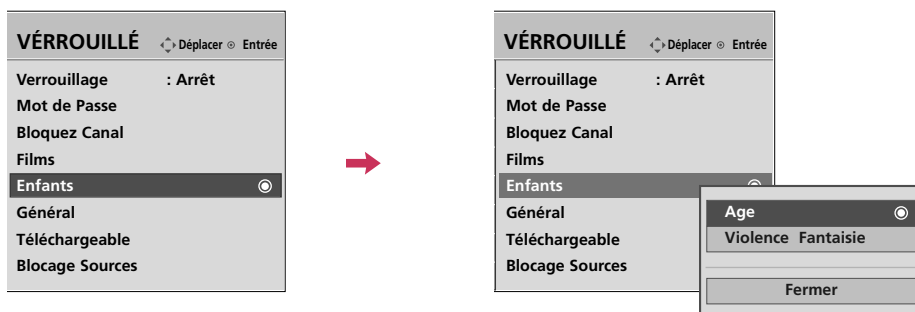 VÉRROUILLÉ Déplacer Entrée
Verrouillage : Arrêt
Mot de Passe
Bloquez Canal
Films
Enfants
Général
Téléchargeable
Blocage Sources
VÉRROUILLÉ Déplacer Entrée
Verrouillage : Arrêt
Mot de Passe
Bloquez Canal
Films
Enfants
Général
Téléchargeable
Blocage Sources
Age
Violence Fantaisie
Fermer